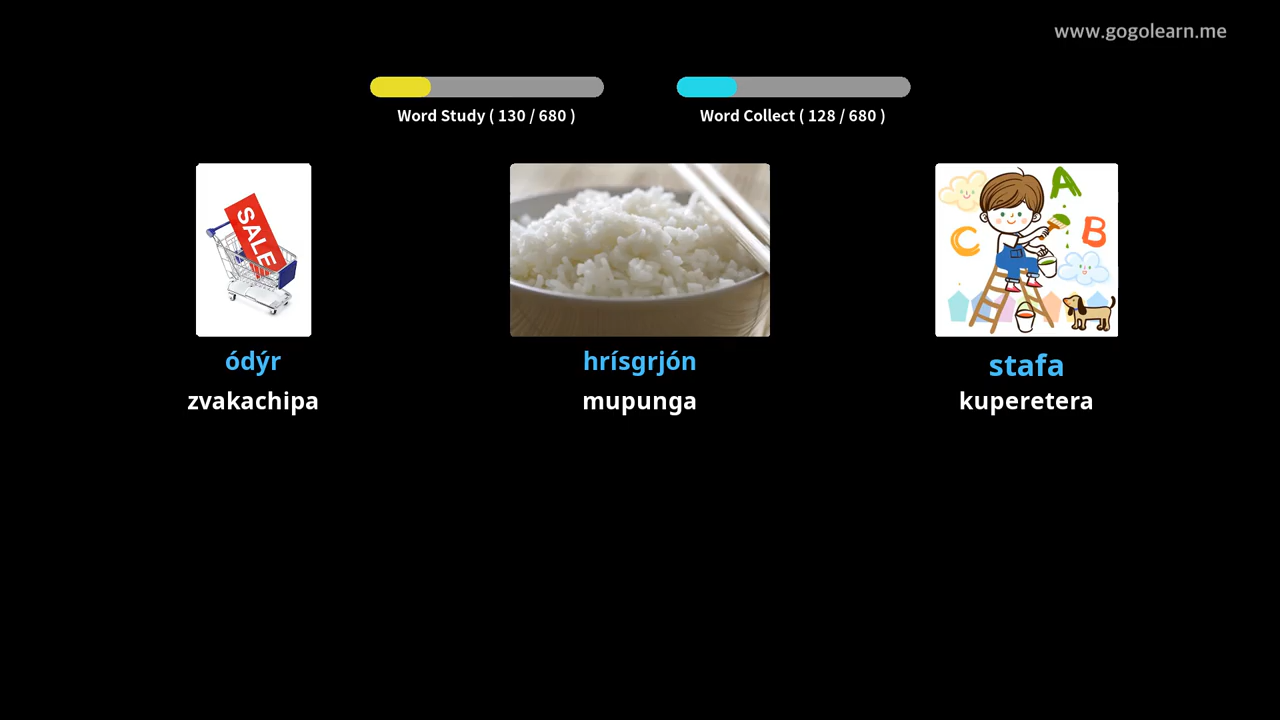 www.gogolearn.me
Word Study ( 130 / 680 )
Word Collect ( 128 / 680 )
SALE
A
B
C
ódýr
hrísgrjón
stafa
zvakachipa
mupunga
kuperetera